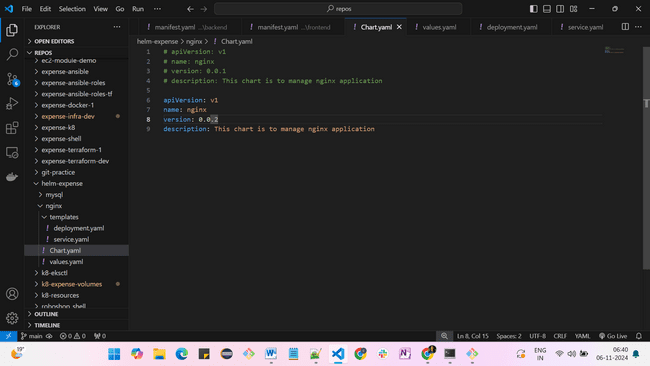 File Edit Selection View Go Run ··· repos
EXPLORER ···
manifest.yaml ...\backend manifest.yaml ...\frontend Chart.yaml values.yaml deployment.yaml service.yaml
OPEN EDITORS
REPOS
ec2-module-demo
expense-ansible
expense-ansible-roles
expense-ansible-roles-tf
expense-docker-1
expense-infra-dev
expense-k8
expense-shell
expense-terraform-1
expense-terraform-dev
git-practice
helm-expense
mysql
nginx
templates
deployment.yaml
service.yaml
Chart.yaml
values.yaml
k8-eksctl
k8-expense-volumes
k8-resources
roboshop_shell
OUTLINE
TIMELINE
helm-expense > nginx > Chart.yaml
1 # apiVersion: v1
2 # name: nginx
3 # version: 0.0.1
4 # description: This chart is to manage nginx application
5
6 apiVersion: v1
7 name: nginx
8 version: 0.0.2
9 description: This chart is to manage nginx application
6
main 0 0 0 Ln 8, Col 15 Spaces: 2 UTF-8 CRLF YAML Go Live
19° ENG IN 06:40 06-11-2024